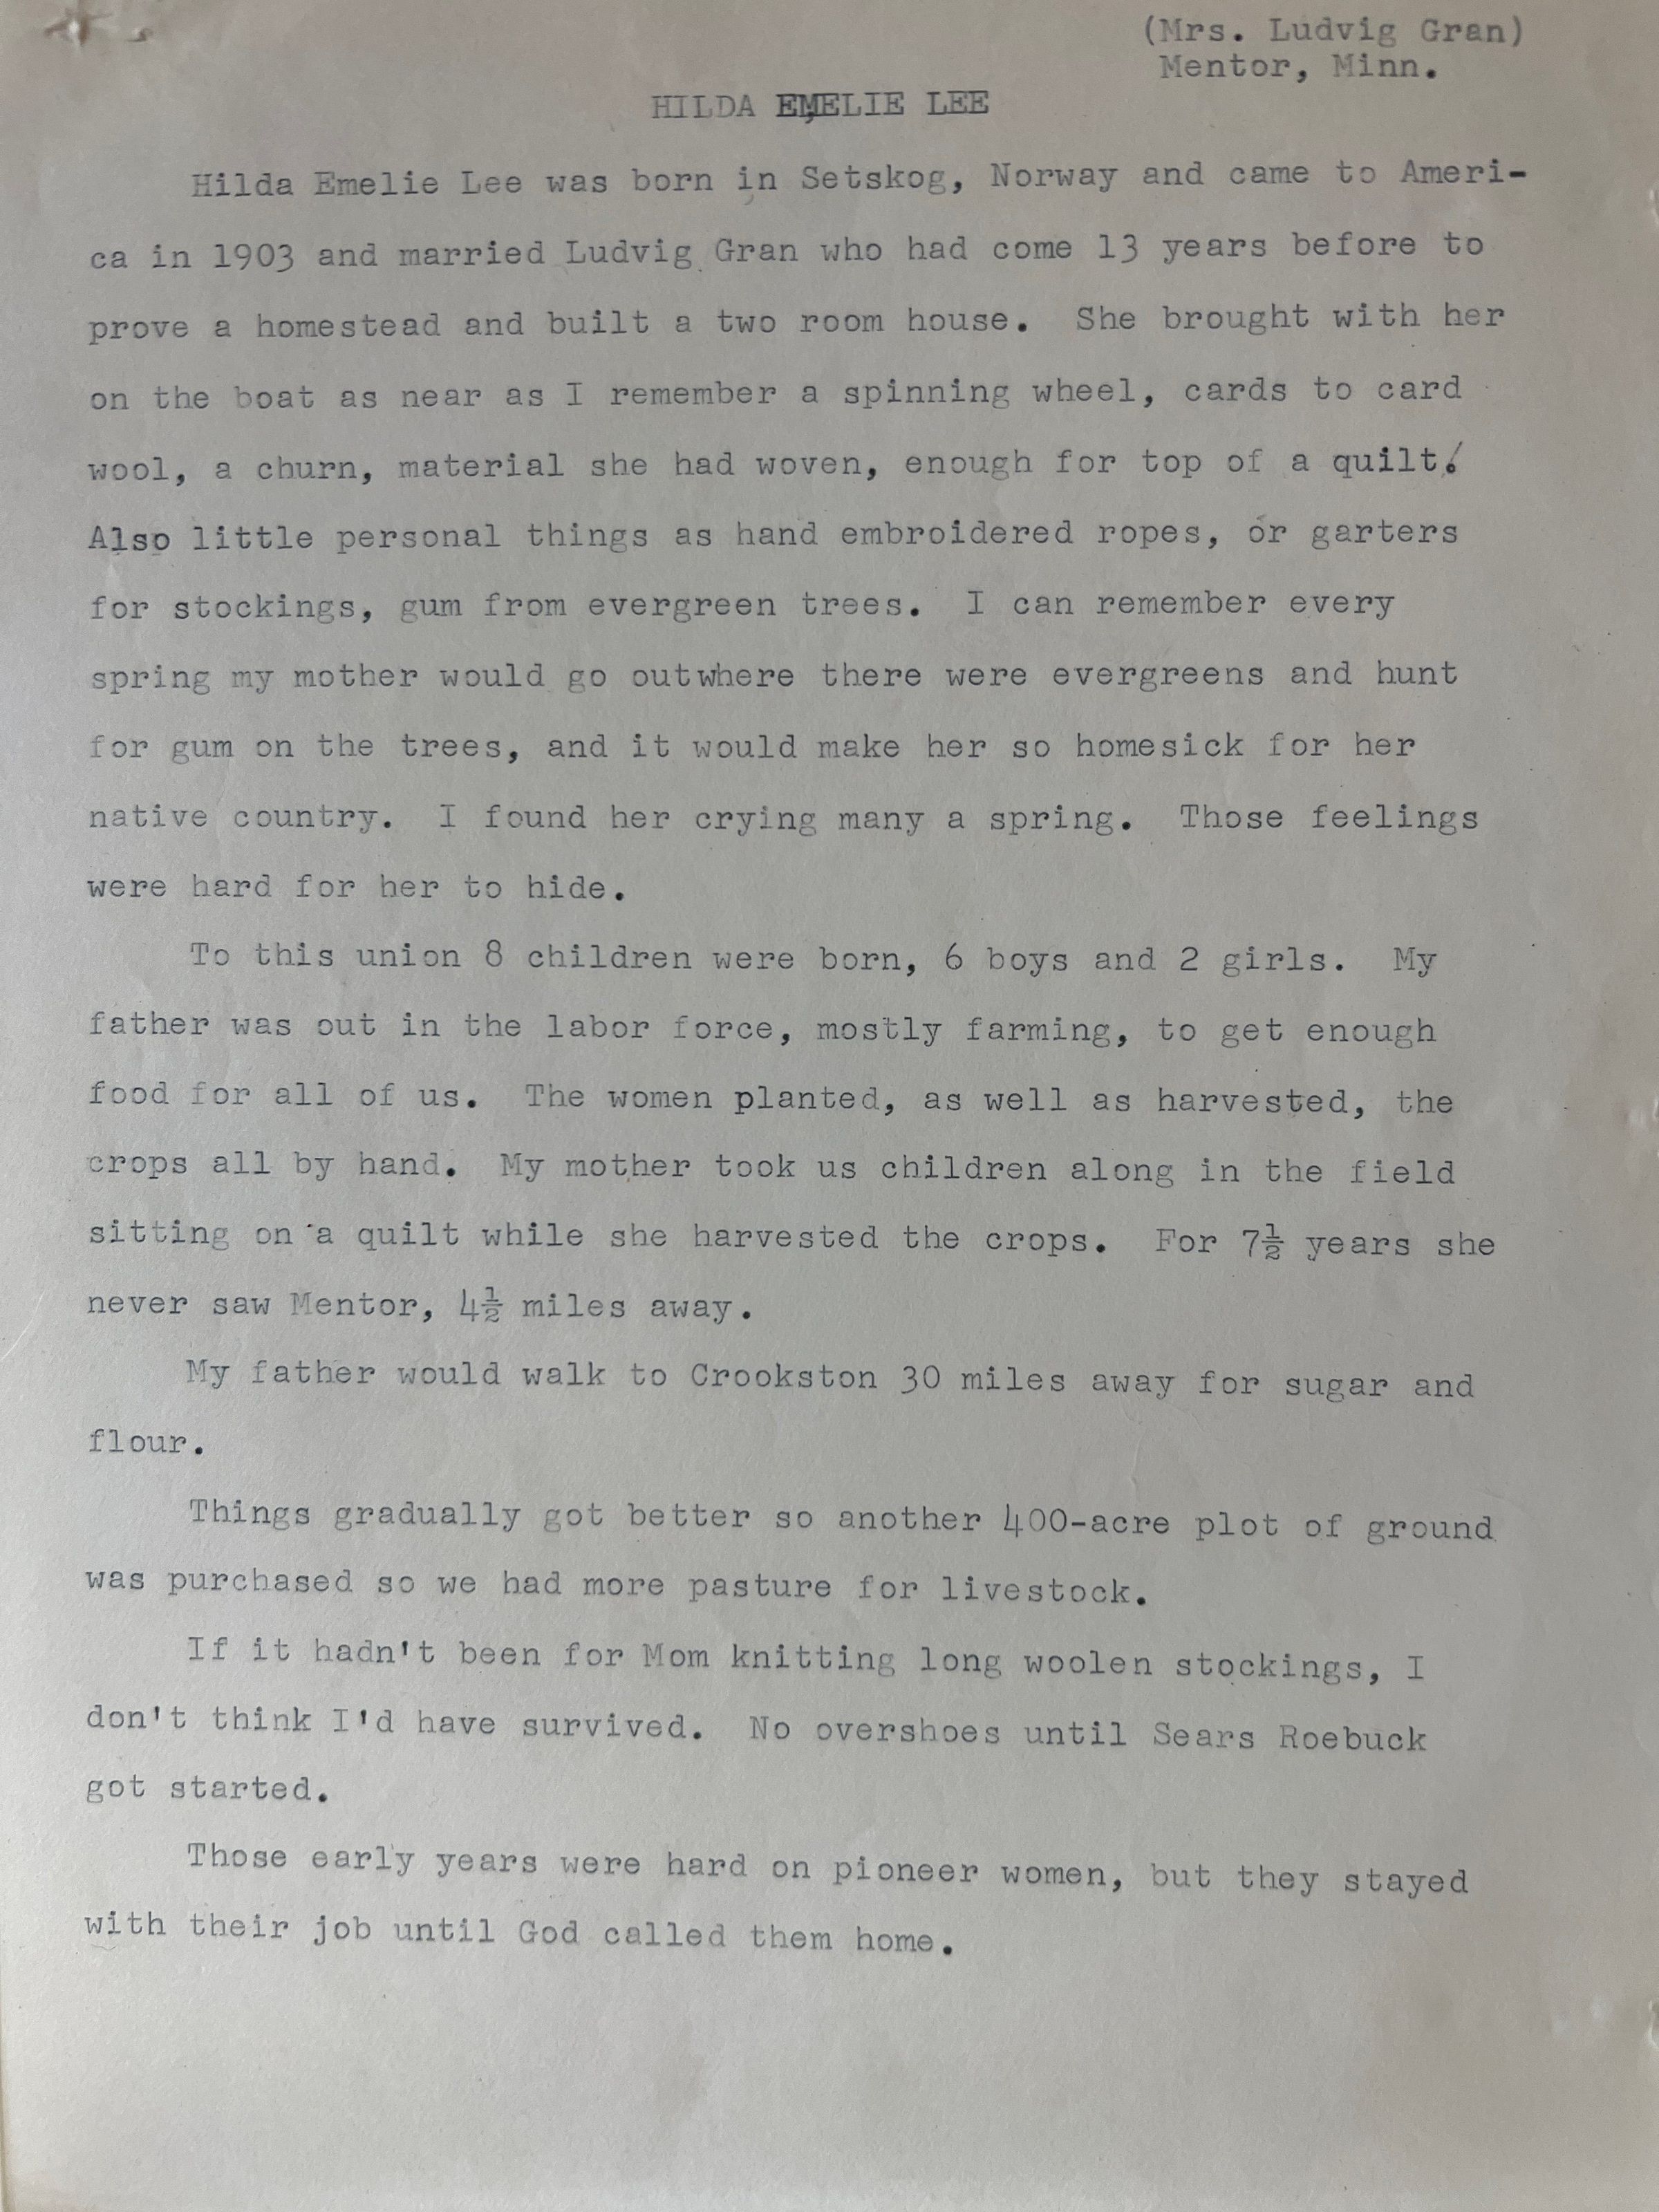 (Mrs. Ludvig Gran)
Mentor, Minn.
HILDA EMELIE LEE
Hilda Emelie Lee was born in Setskog, Norway and came to Ameri-
ca in 1903 and married Ludvig Gran who had come 13 years before to
prove a homestead and built a two room house. She brought with her
on the boat as near as I remember a spinning wheel, cards to card
wool, a churn, material she had woven, enough for top of a quilt.
Also little personal things as hand embroidered ropes, or garters
for stockings, gum from evergreen trees. I can remember every
spring my mother would go outwhere there were evergreens and hunt
for gum on the trees, and it would make her so homesick for her
native country. I found her crying many a spring. Those feelings
were hard for her to hide.
To this union 8 children were born, 6 boys and 2 girls. My
father was out in the labor force, mostly farming, to get enough
food for all of us. The women planted, as well as harvested, the
crops all by hand. My mother took us children along in the field
sitting on a quilt while she harvested the crops. For 7½ years she
never saw Mentor, 4½ miles away.
My father would walk to Crookston 30 miles away for sugar and
flour.
Things gradually got better so another 400-acre plot of ground
was purchased so we had more pasture for livestock.
If it hadn't been for Mom knitting long woolen stockings, I
don't think I'd have survived. No overshoes until Sears Roebuck
got started.
Those early years were hard on pioneer women, but they stayed
with their job until God called them home.